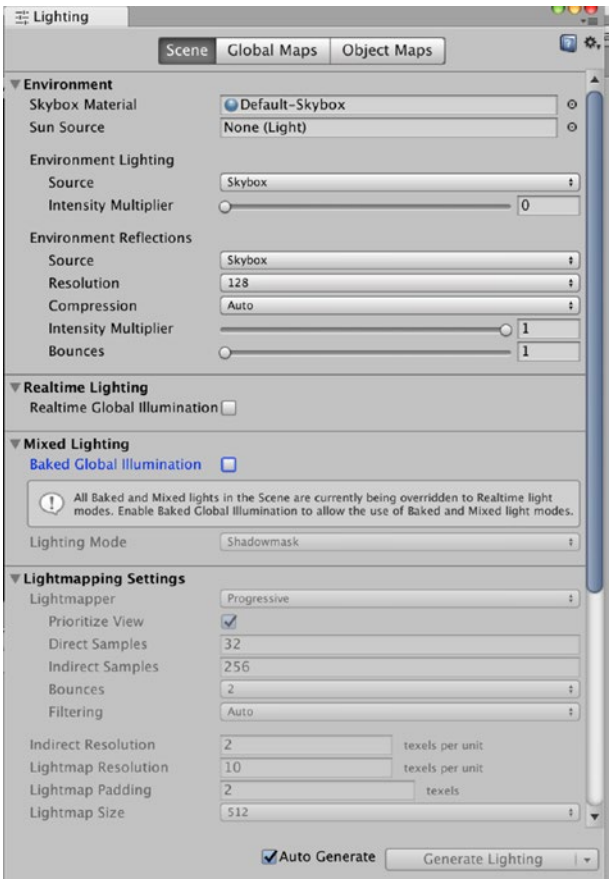 Lighting
Scene Global Maps Object Maps
Environment
Skybox Material Default-Skybox
Sun Source None (Light)
Environment Lighting
Source Skybox
Intensity Multiplier 0
Environment Reflections
Source Skybox
Resolution 128
Compression Auto
Intensity Multiplier 1
Bounces 1
Realtime Lighting
Realtime Global Illumination
Mixed Lighting
Baked Global Illumination
All Baked and Mixed lights in the Scene are currently being overridden to Realtime light
modes. Enable Baked Global Illumination to allow the use of Baked and Mixed light modes.
Lighting Mode Shadowmask
Lightmapping Settings
Lightmapper Progressive
Prioritize View
Direct Samples 32
Indirect Samples 256
Bounces 2
Filtering Auto
Indirect Resolution 2 texels per unit
Lightmap Resolution 10 texels per unit
Lightmap Padding 2 texels
Lightmap Size 512
Auto Generate Generate Lighting